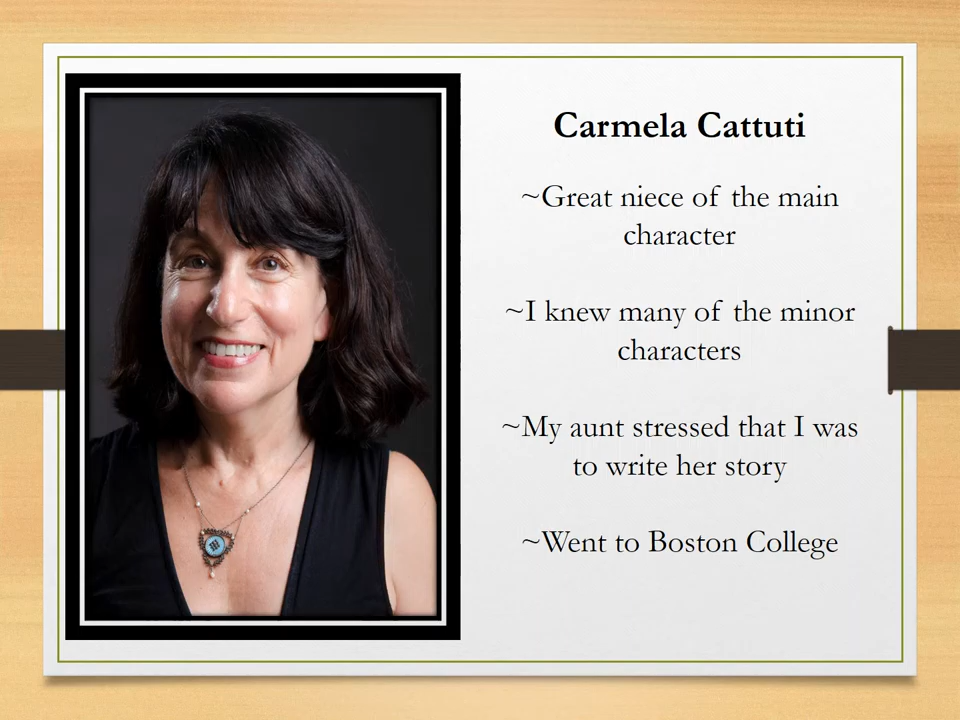 Carmela Cattuti
~Great niece of the main
character
~I knew many of the minor
characters
~My aunt stressed that I was
to write her story
~Went to Boston College